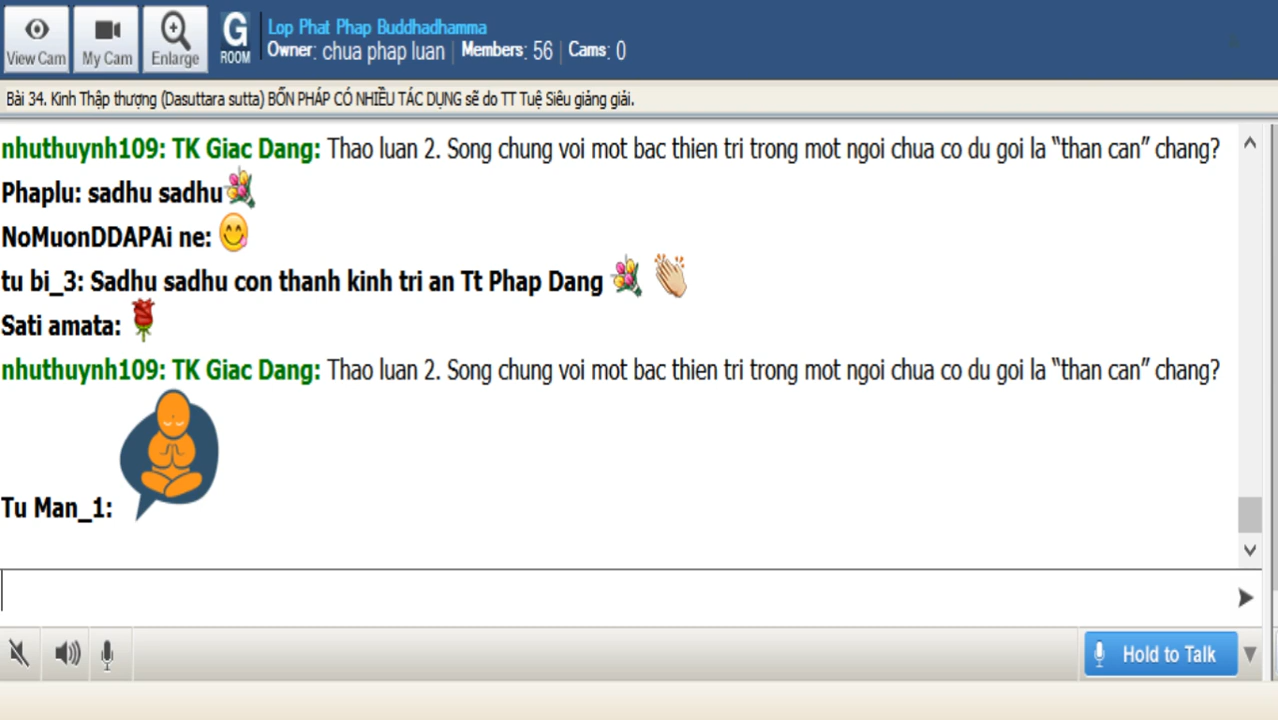 View Cam
My Cam
Enlarge
G
ROOM
Lop Phat Phap Buddhadhamma
Owner: chua phap luan | Members: 56 | Cams: 0
Bài 34. Kinh Thập thượng (Dasuttara sutta) BỐN PHÁP CÓ NHIỀU TÁC DỤNG sẽ do TT Tuệ Siêu giảng giải.
nhuthuynh109: TK Giac Dang: Thao luan 2. Song chung voi mot bac thien tri trong mot ngoi chua co du goi la “than can” chang?
Phaplu: sadhu sadhu
NoMuonDDAPAi ne:
tu bi_3: Sadhu sadhu con thanh kinh tri an Tt Phap Dang
Sati amata:
nhuthuynh109: TK Giac Dang: Thao luan 2. Song chung voi mot bac thien tri trong mot ngoi chua co du goi la “than can” chang?
Tu Man_1:
Hold to Talk